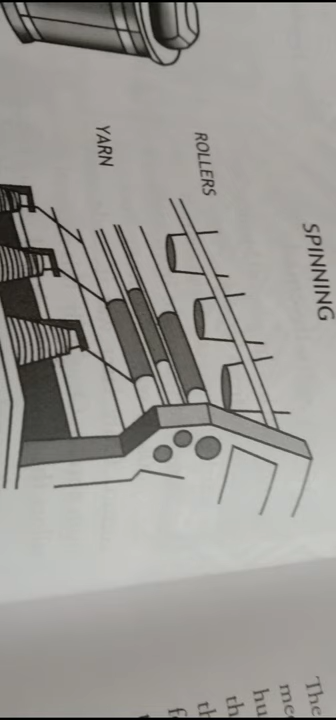 SPINNING
ROLLERS
YARN
The
me
hu
th
th
f